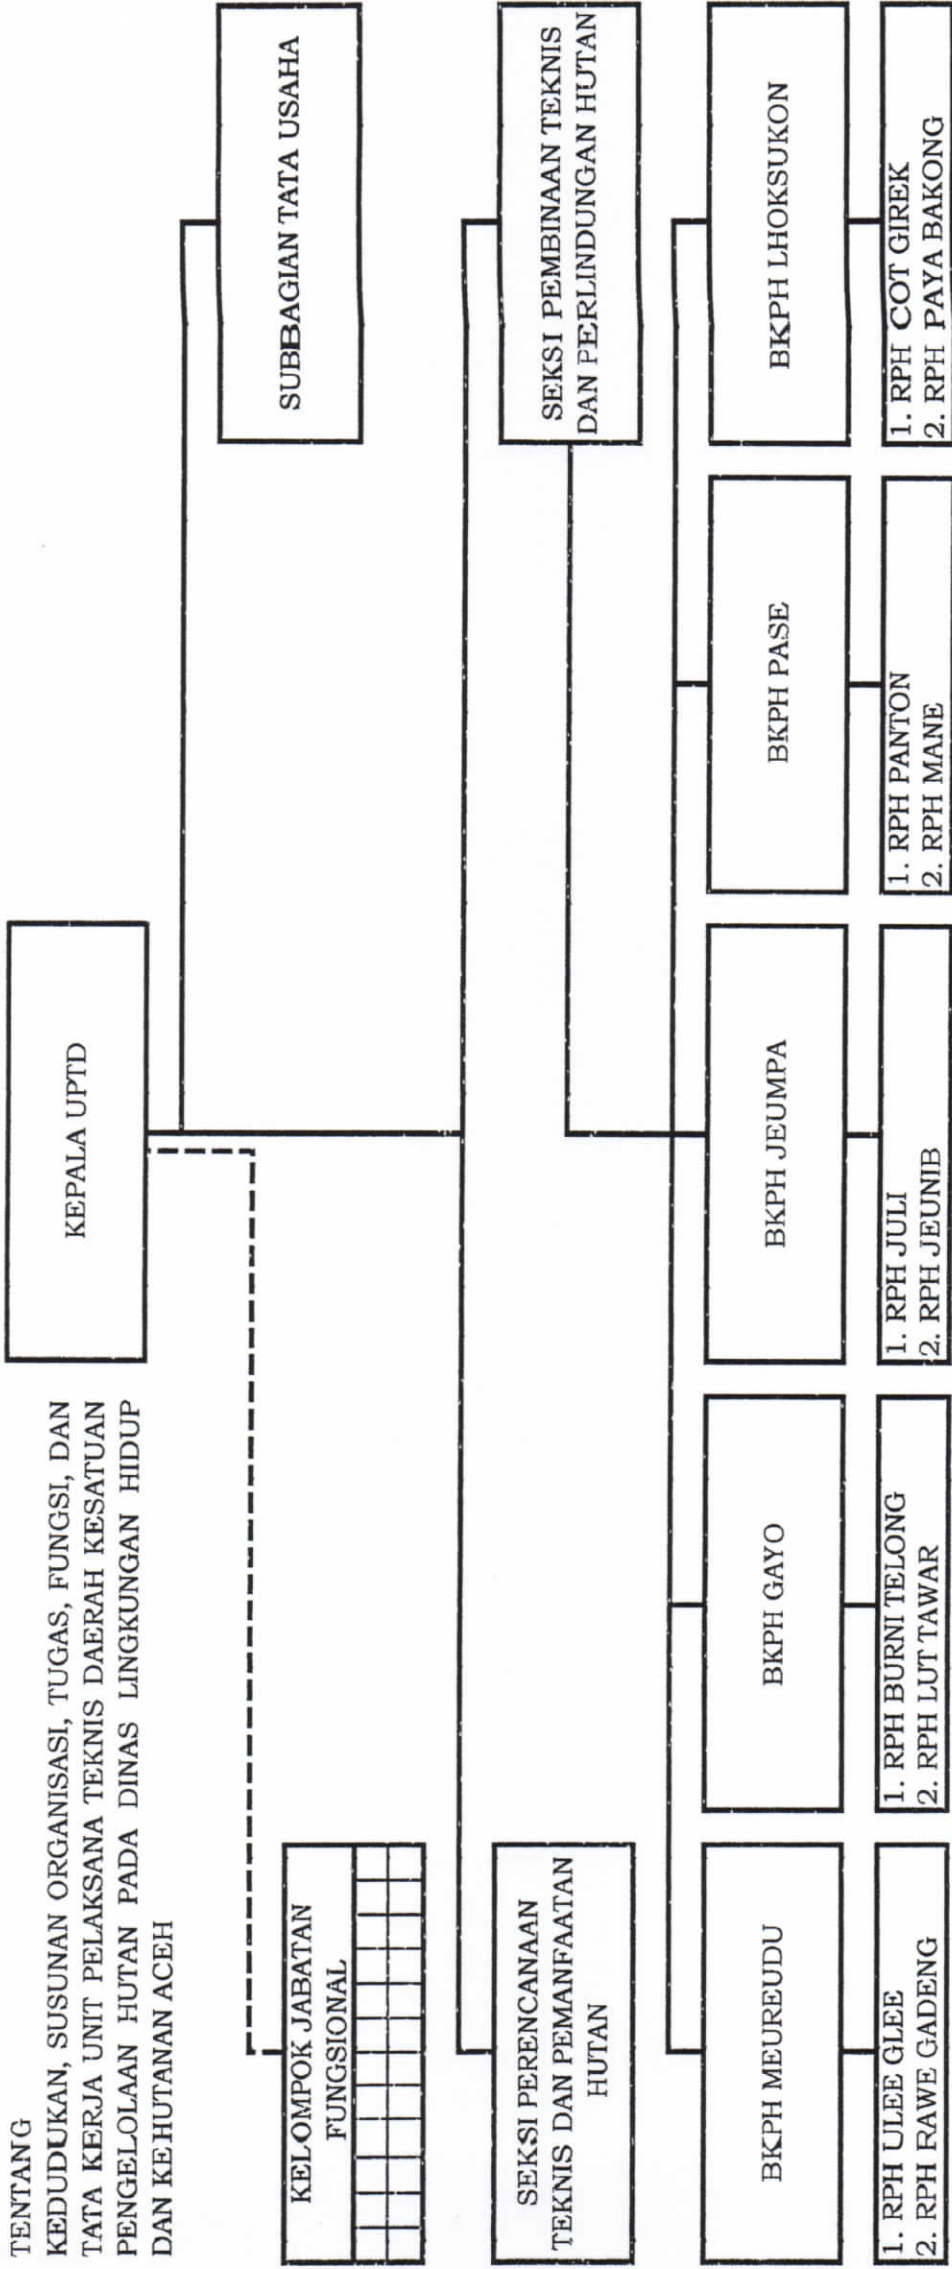 TENTANG
KEDUDUKAN, SUSUNAN ORGANISASI, TUGAS, FUNGSI, DAN
TATA KERJA UNIT PELAKSANA TEKNIS DAERAH KESATUAN
PENGELOLAAN HUTAN PADA DINAS LINGKUNGAN HIDUP
DAN KEHUTANAN ACEH
KEPALA UPTD
SUBBAGIAN TATA USAHA
KELOMPOK JABATAN
FUNGSIONAL
SEKSI PERENCANAAN
TEKNIS DAN PEMANFAATAN
HUTAN
SEKSI PEMBINAAN TEKNIS
DAN PERLINDUNGAN HUTAN
BKPH MEUREUDU
BKPH GAYO
BKPH JEUMPA
BKPH PASE
BKPH LHOKSUKON
1. RPH ULEE GLEE
2. RPH RAWE GADENG
1. RPH BURNI TELONG
2. RPH LUT TAWAR
1. RPH JULI
2. RPH JEUNIB
1. RPH PANTON
2. RPH MANE
1. RPH COT GIREK
2. RPH PAYA BAKONG